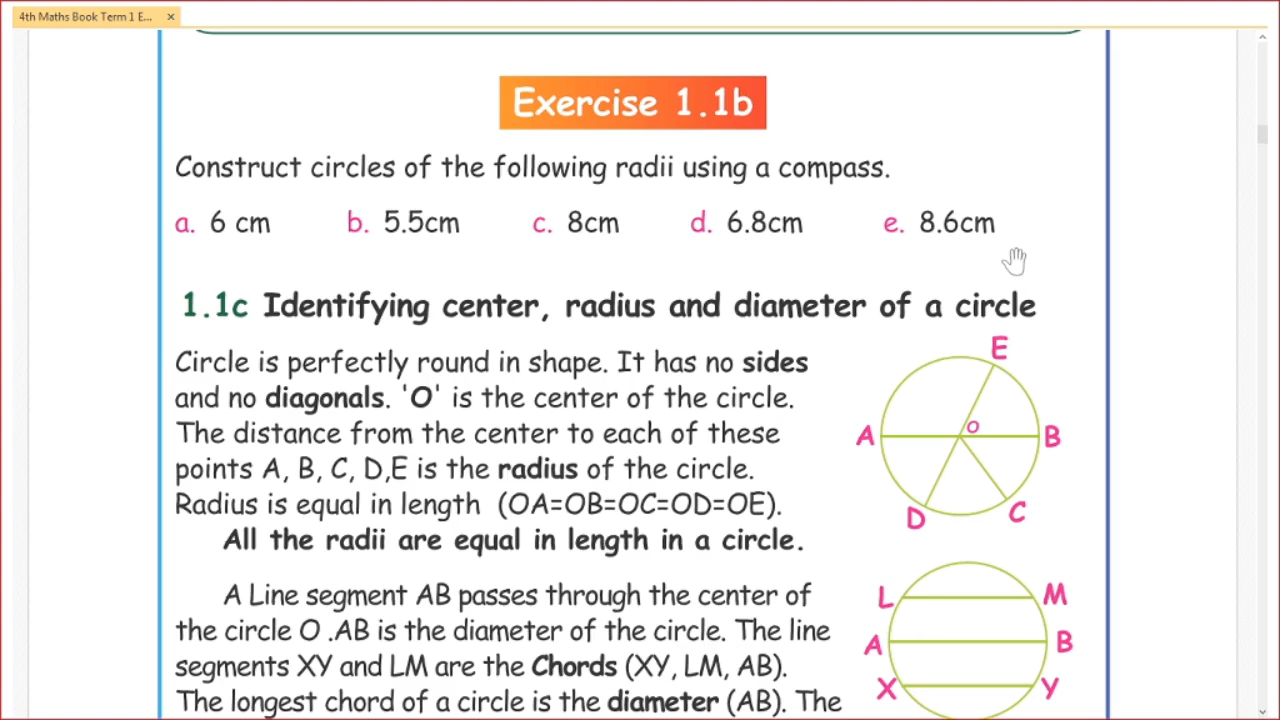 4th Maths Book Term 1 E... ×
Exercise 1.1b
Construct circles of the following radii using a compass.
a. 6 cm b. 5.5cm c. 8cm d. 6.8cm e. 8.6cm
1.1c Identifying center, radius and diameter of a circle
Circle is perfectly round in shape. It has no sides
and no diagonals. 'O' is the center of the circle.
The distance from the center to each of these
points A, B, C, D,E is the radius of the circle.
Radius is equal in length (OA=OB=OC=OD=OE).
All the radii are equal in length in a circle.
E
O
A B
D C
A Line segment AB passes through the center of
the circle O .AB is the diameter of the circle. The line
segments XY and LM are the Chords (XY, LM, AB).
The longest chord of a circle is the diameter (AB). The
L M
A B
X Y